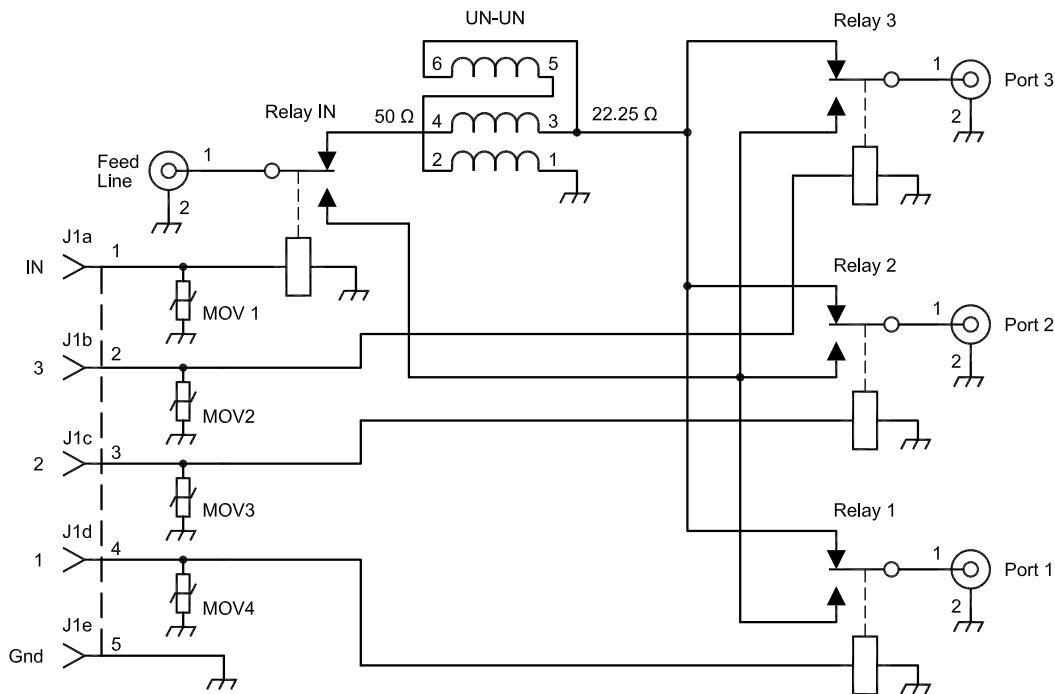 UN-UN
Relay 3
6
5
1
Port 3
Relay IN
50 Ω
4
3
22.25 Ω
2
Feed
Line
1
2
1
2
J1a
1
IN
MOV 1
Relay 2
1
Port 2
J1b
2
3
2
MOV2
J1c
3
2
MOV3
Relay 1
J1d
4
1
1
Port 1
MOV4
2
J1e
5
Gnd